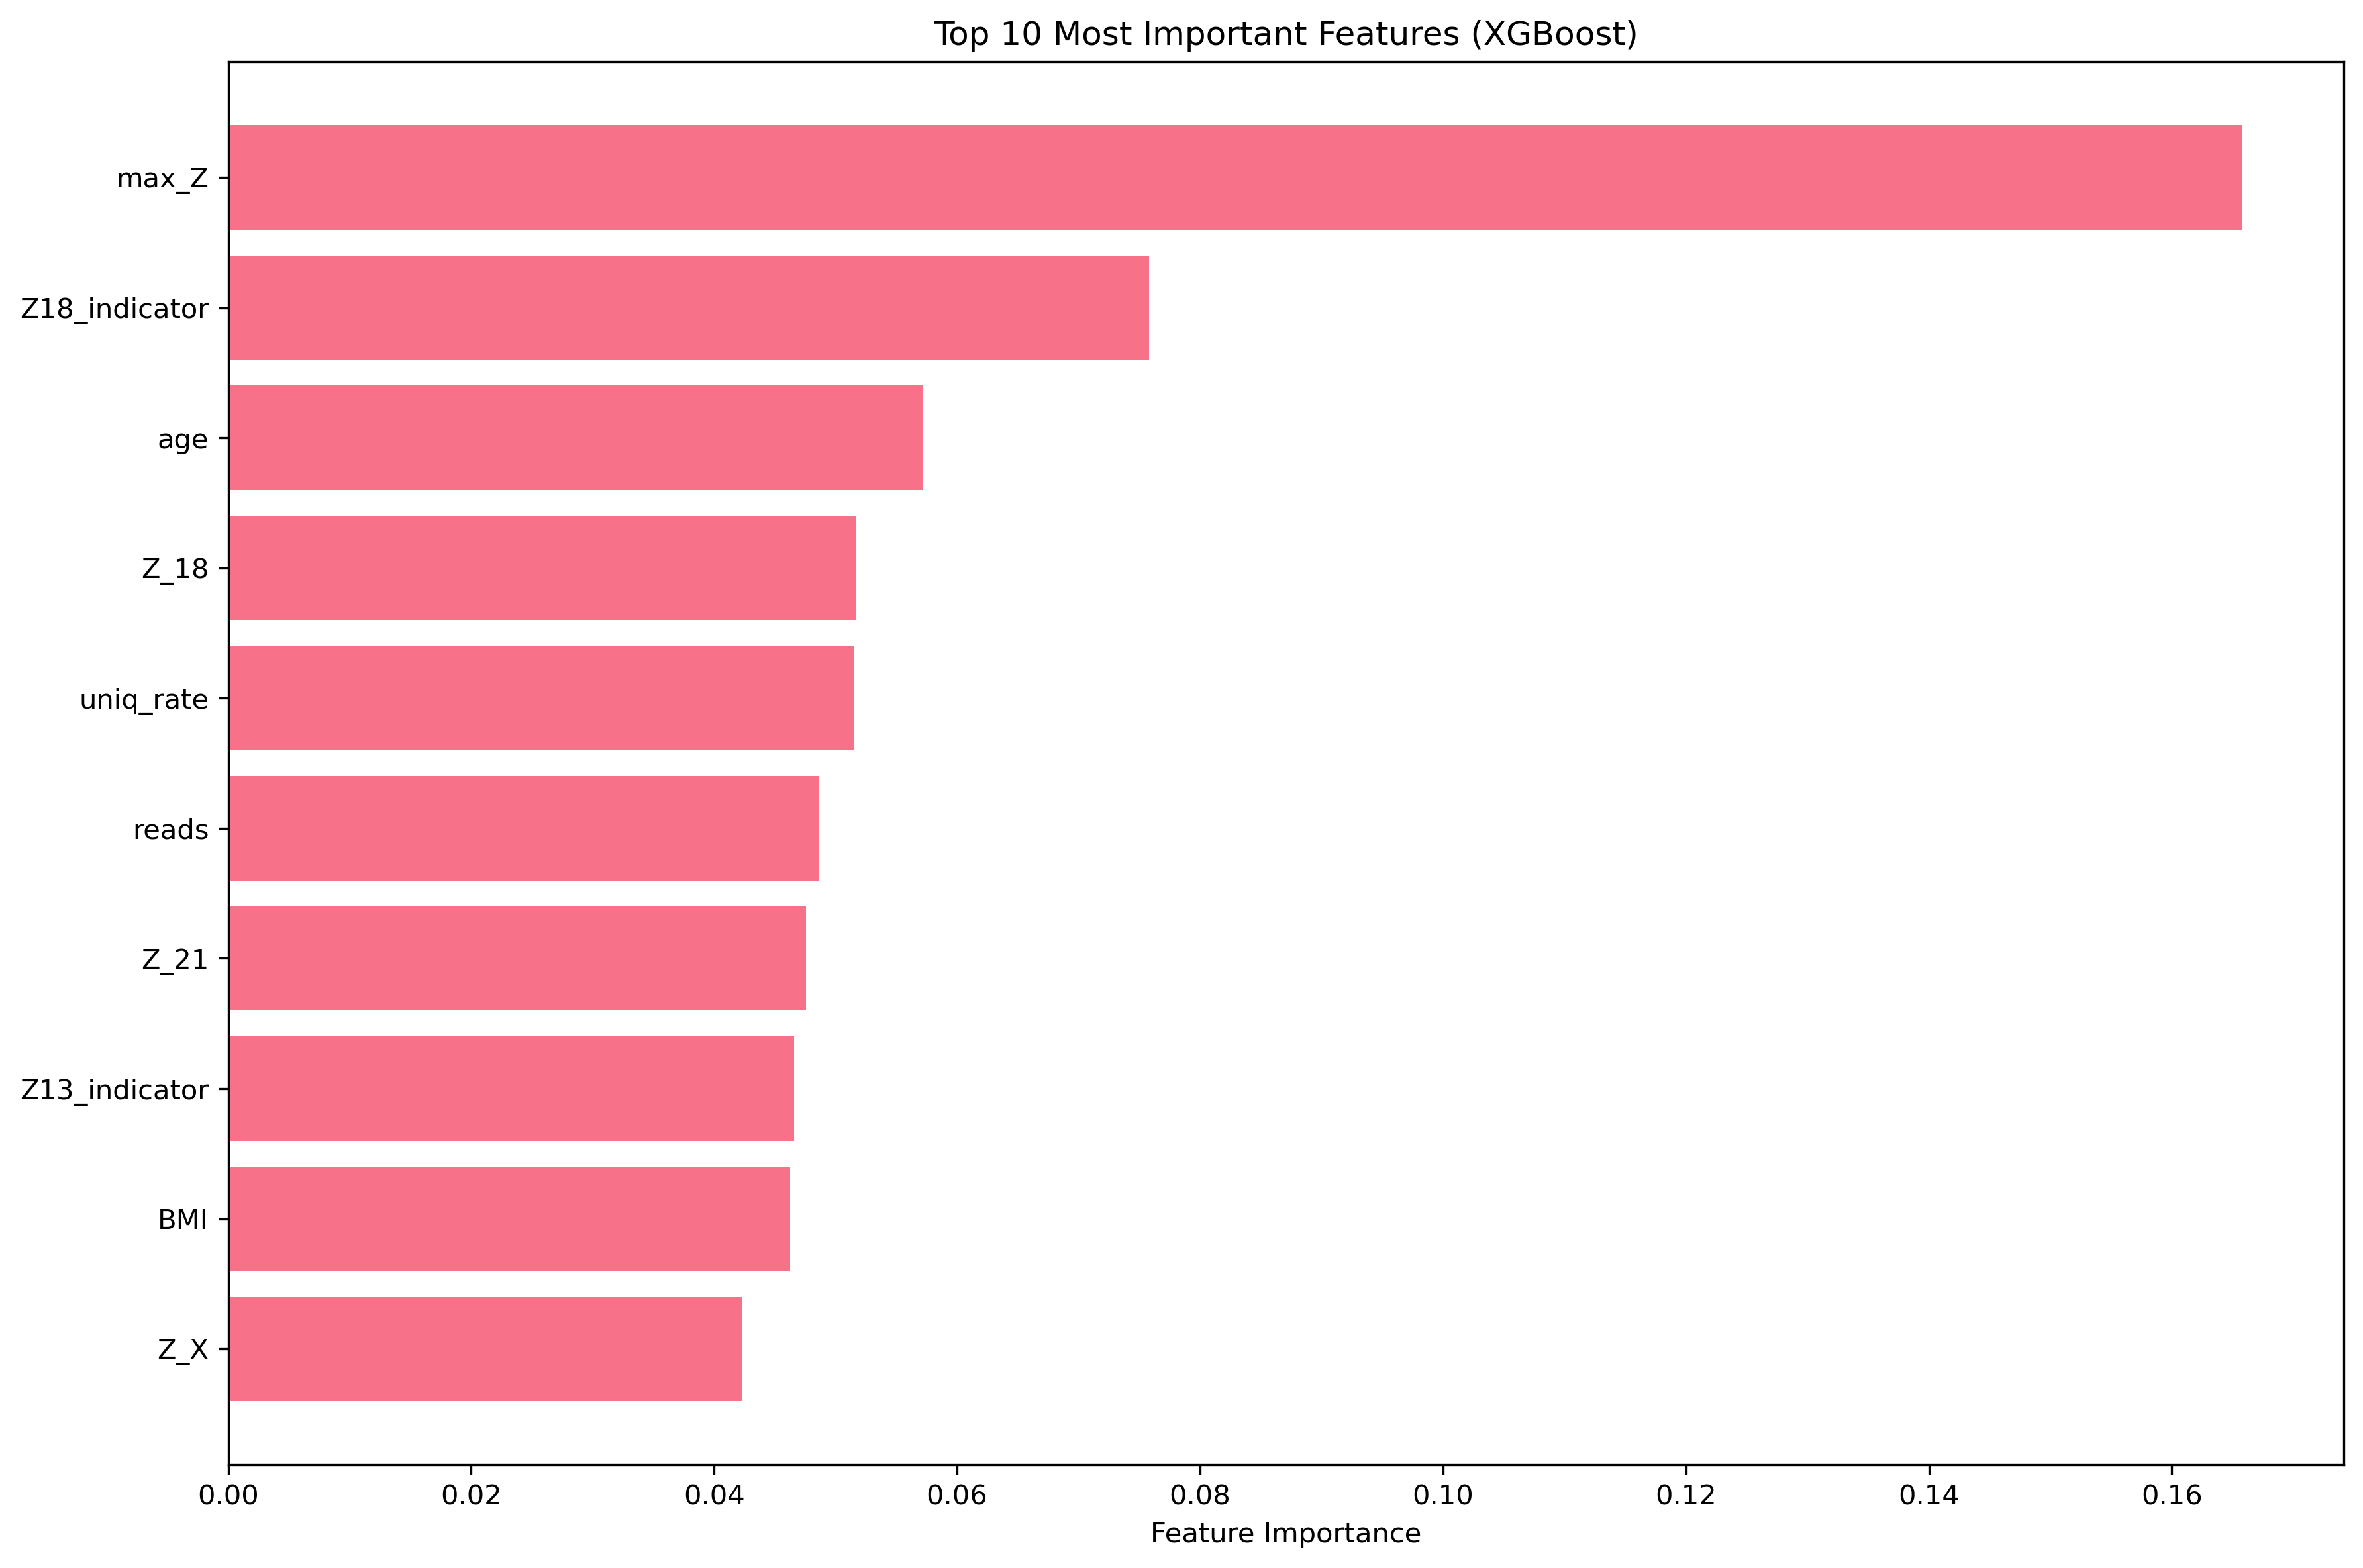 Top 10 Most Important Features (XGBoost)
max_Z
Z18_indicator
age
Z_18
uniq_rate
reads
Z_21
Z13_indicator
BMI
Z_X
0.00 0.02 0.04 0.06 0.08 0.10 0.12 0.14 0.16
Feature Importance